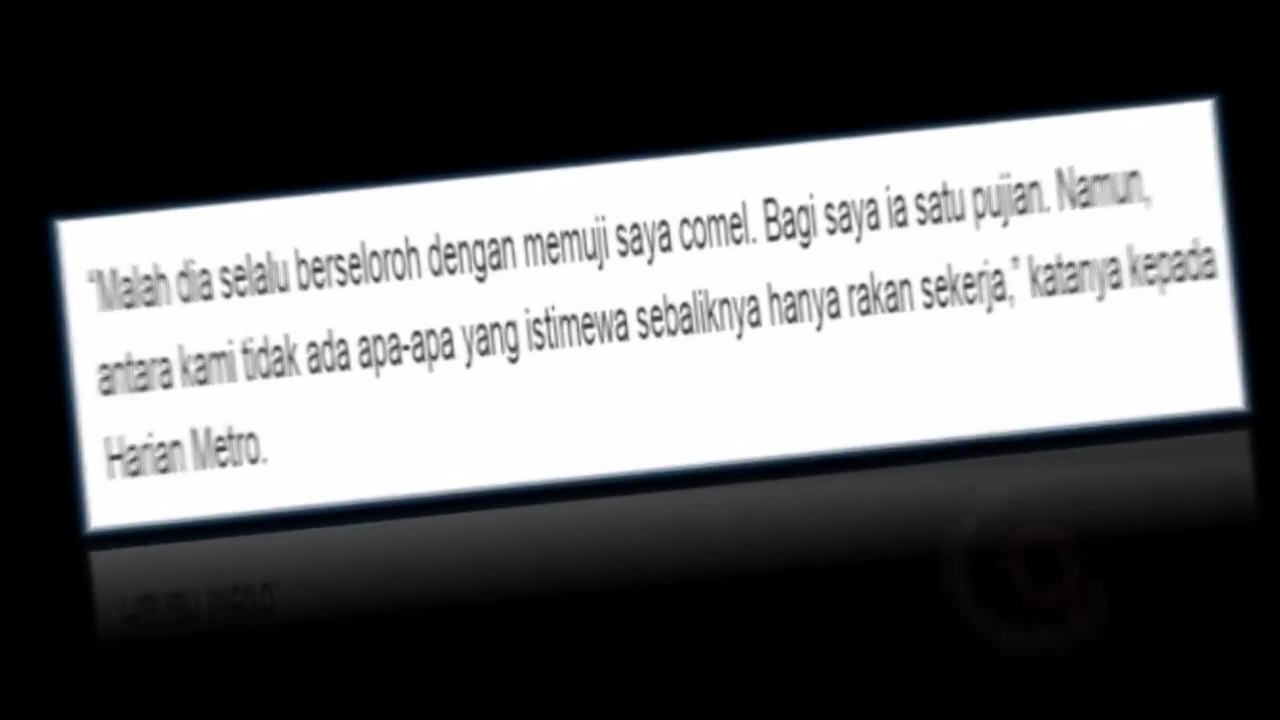 "Malah dia selalu berseloroh dengan memuji saya comel. Bagi saya ia satu pujian. Namun,
antara kami tidak ada apa-apa yang istimewa sebaliknya hanya rakan sekerja," katanya kepada
Harian Metro.